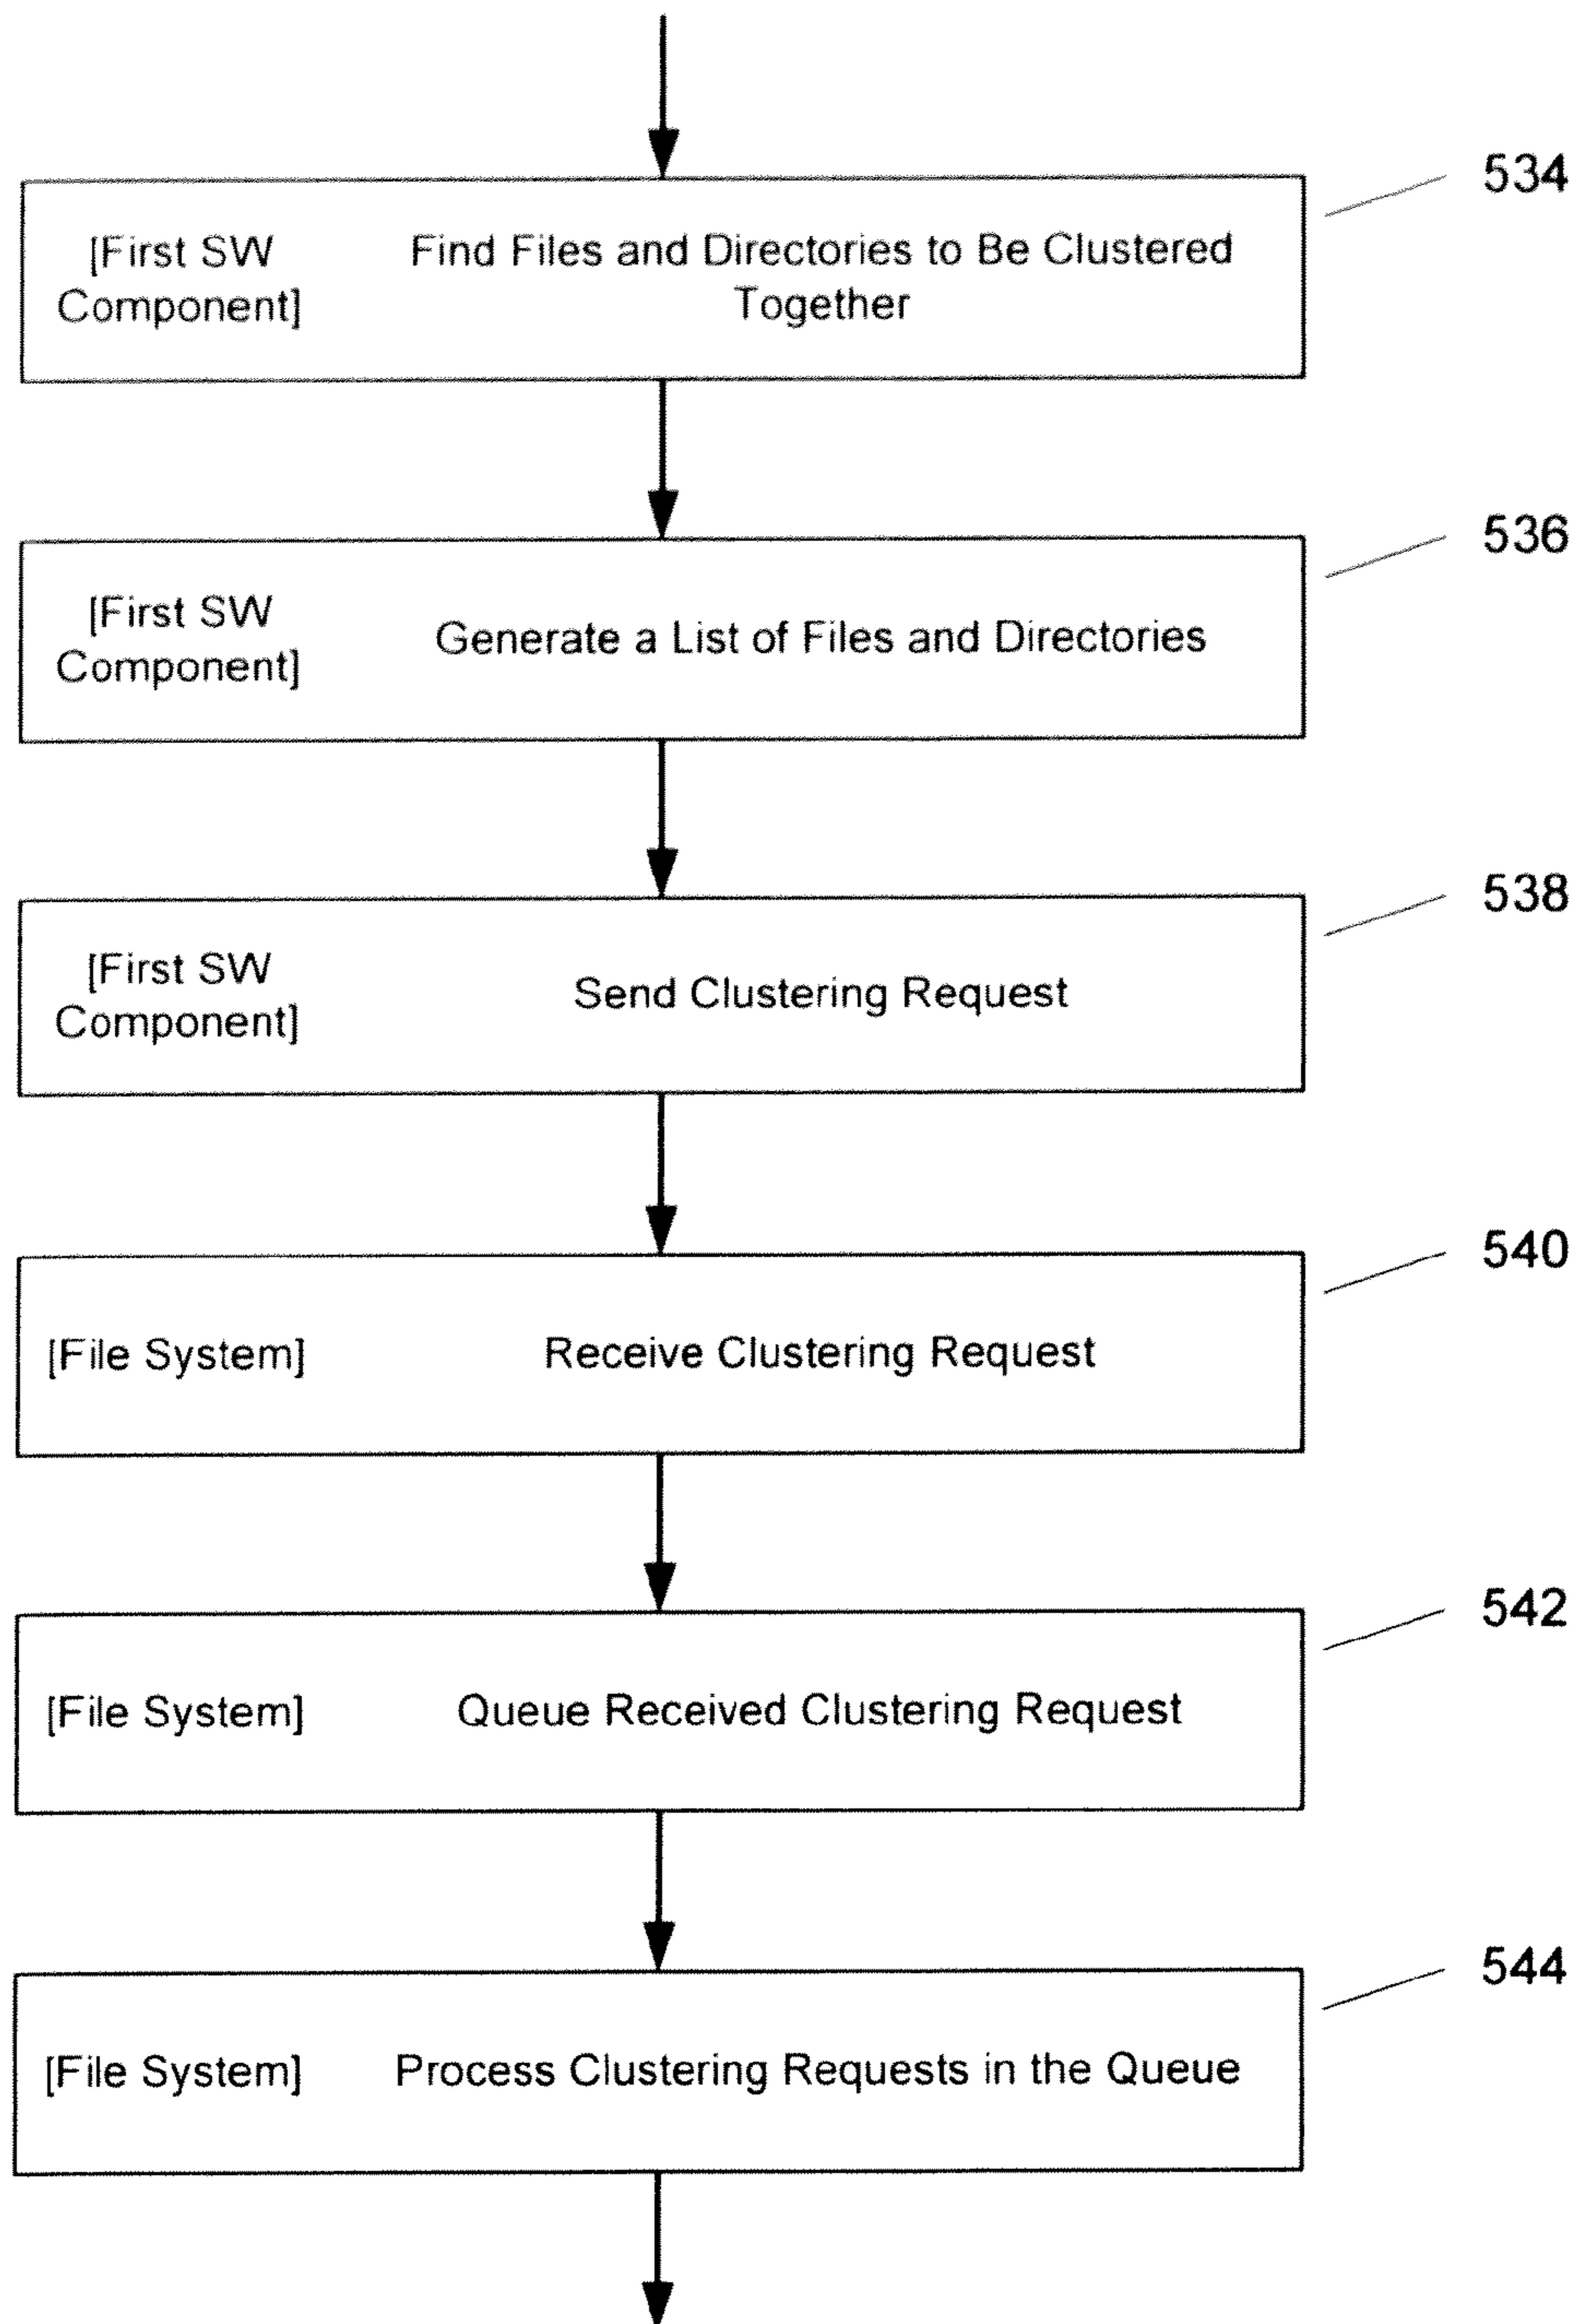 534
[First SW Find Files and Directories to Be Clustered
Component] Together
536
[First SW
Component] Generate a List of Files and Directories
538
[First SW
Component] Send Clustering Request
540
[File System] Receive Clustering Request
542
[File System] Queue Received Clustering Request
544
[File System] Process Clustering Requests in the Queue